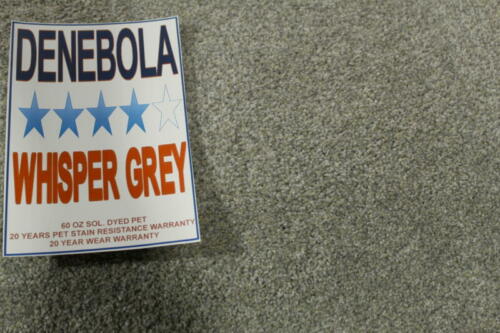 DENEBOLA
WHISPER GREY
60 OZ SOL. DYED PET
20 YEARS PET STAIN RESISTANCE WARRANTY
20 YEAR WEAR WARRANTY